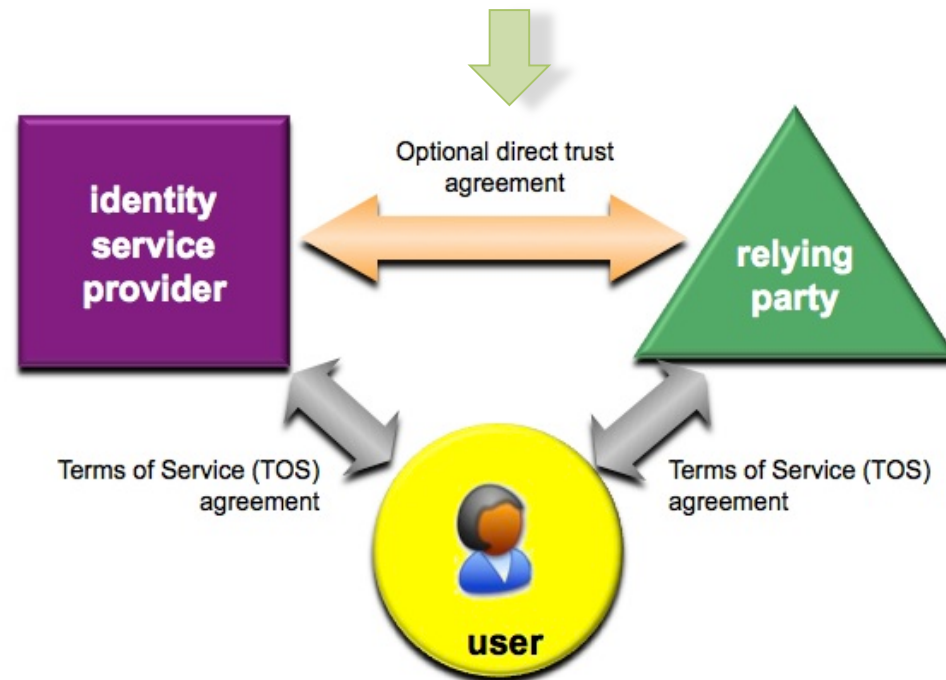 Optional direct trust
agreement
identity
service
provider
relying
party
Terms of Service (TOS)
agreement
Terms of Service (TOS)
agreement
user